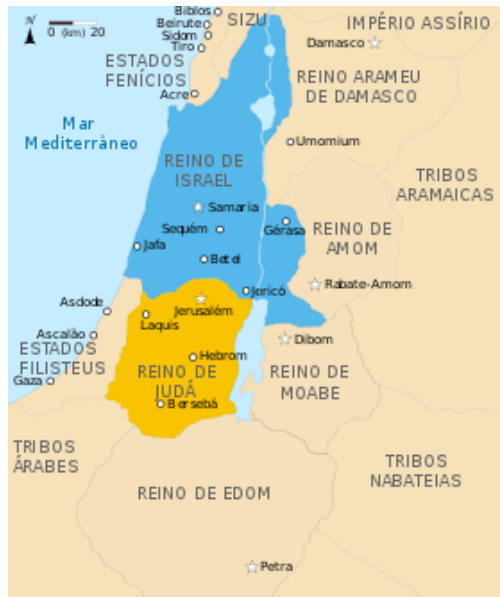 Biblos
SIZU
IMPÉRIO ASSÍRIO
N
0 (km) 20
Beirute
Sidom
Tiro
Damasco
ESTADOS
FENÍCIOS
REINO ARAMEU
DE DAMASCO
Acre
Mar
Mediterrâneo
Umomium
REINO DE
ISRAEL
TRIBOS
ARAMAICAS
Samaria
Sequém
Gérasa
REINO DE
AMOM
Jafa
Betel
Rabate-Amom
Jericó
Asdode
Jerusalém
Laquis
Ascalão
Dibom
ESTADOS
FILISTEUS
Hebrom
Gaza
REINO DE
JUDÁ
REINO DE
MOABE
Bersebá
TRIBOS
ÁRABES
TRIBOS
NABATEIAS
REINO DE EDOM
Petra